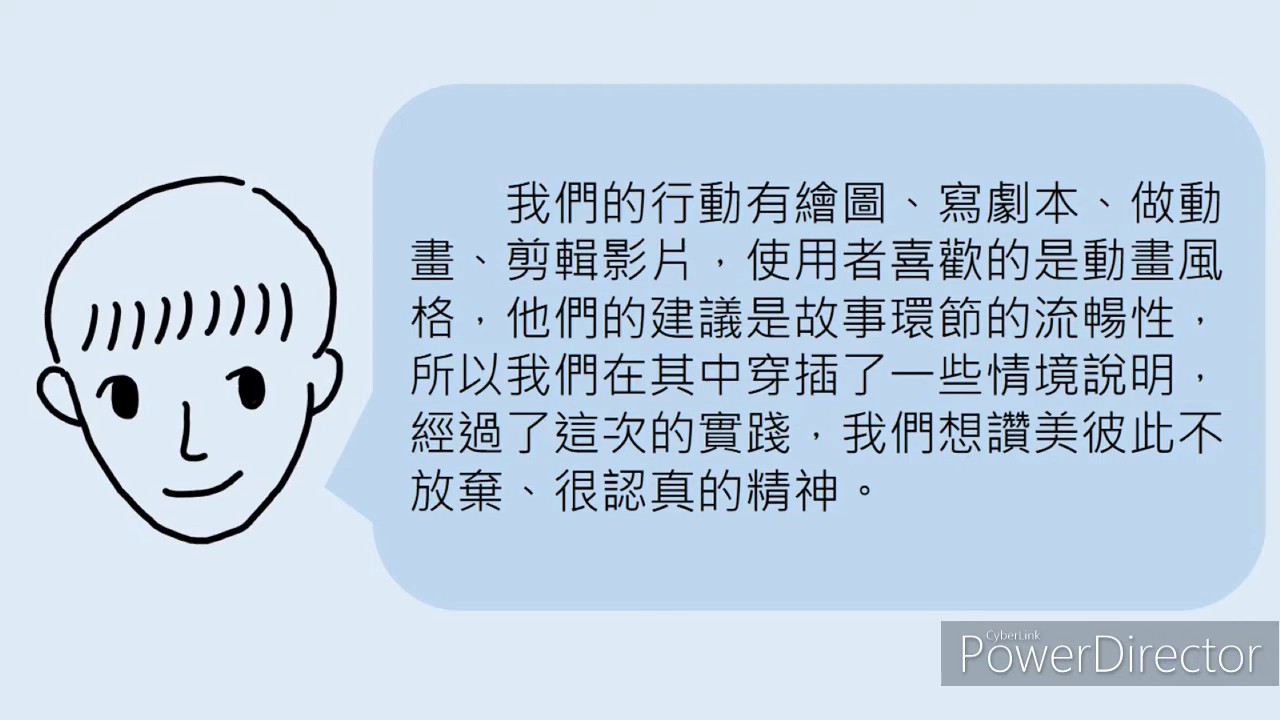 我們的行動有繪圖、寫劇本、做動
畫、剪輯影片，使用者喜歡的是動畫風
格，他們的建議是故事環節的流暢性，
所以我們在其中穿插了一些情境說明，
經過了這次的實踐，我們想讚美彼此不
放棄、很認真的精神。
CyberLink
PowerDirector